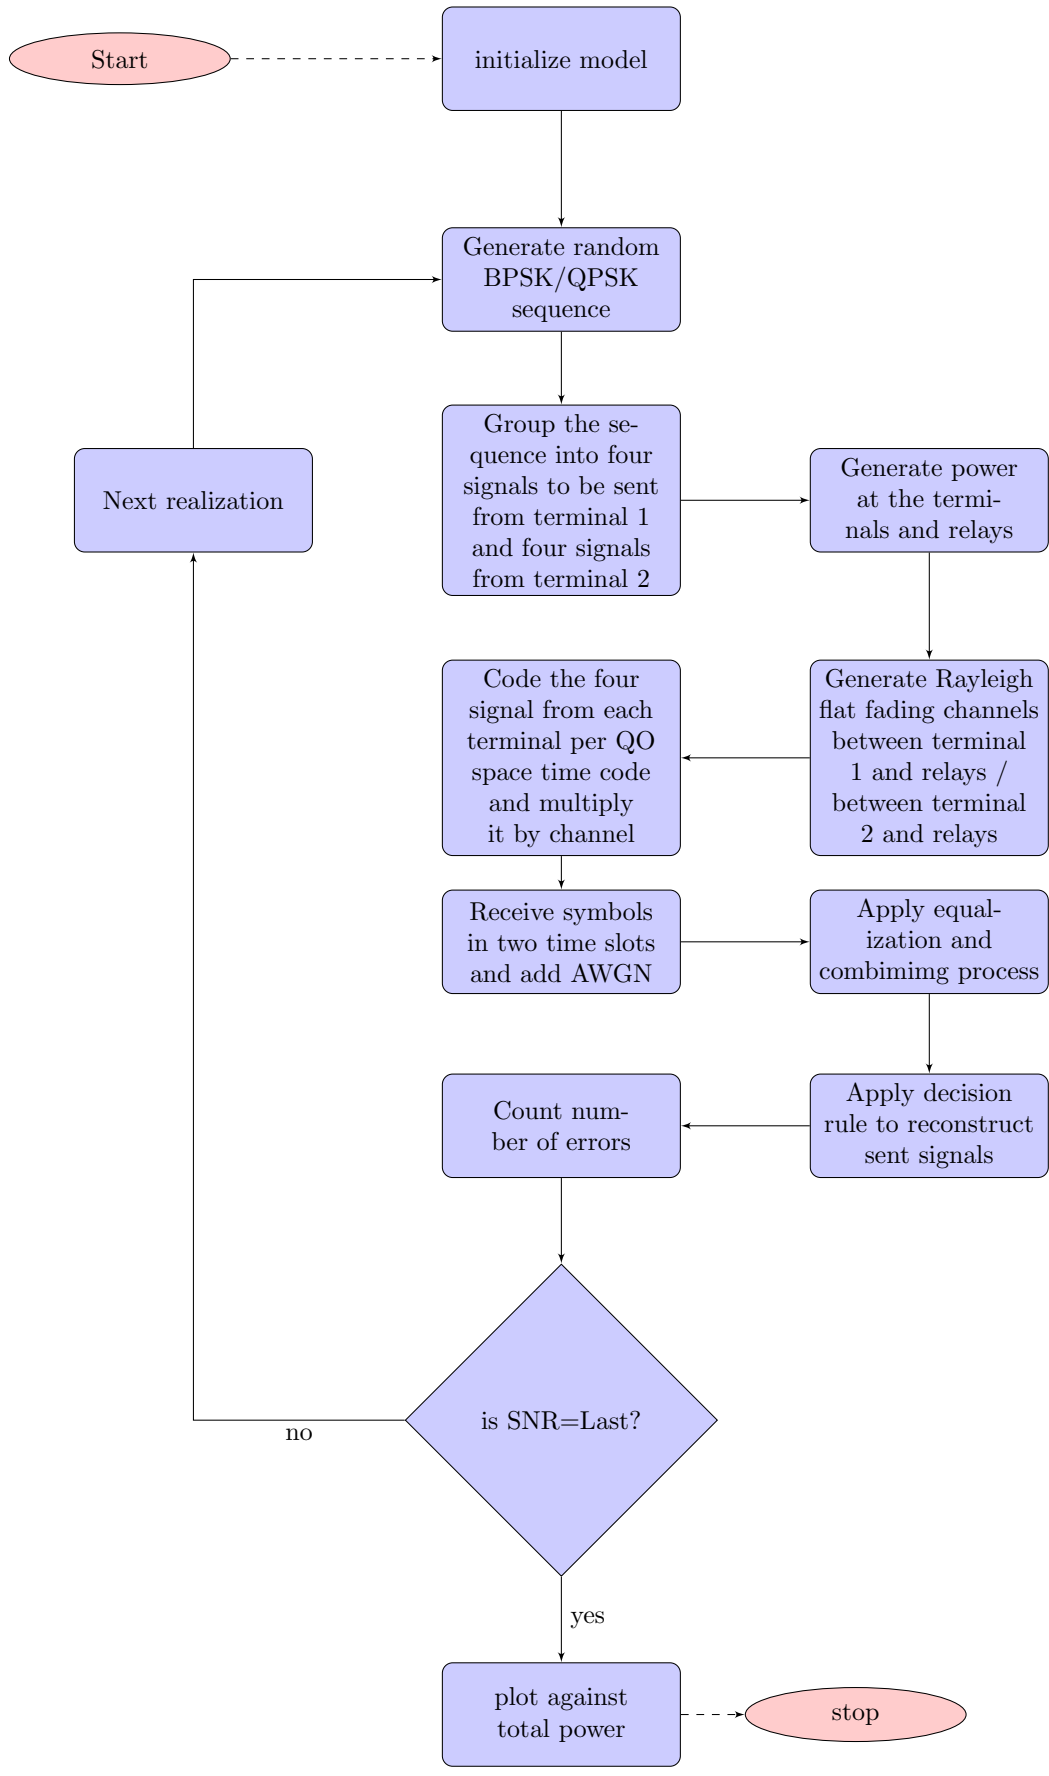 Start
initialize model
Generate random
BPSK/QPSK
sequence
Group the se-
quence into four
signals to be sent
from terminal 1
and four signals
from terminal 2
Generate power
at the termi-
nals and relays
Next realization
Generate Rayleigh
flat fading channels
between terminal
1 and relays /
between terminal
2 and relays
Code the four
signal from each
terminal per QO
space time code
and multiply
it by channel
Receive symbols
in two time slots
and add AWGN
Apply equal-
ization and
combimimg process
Apply decision
rule to reconstruct
sent signals
Count num-
ber of errors
is SNR=Last?
no
yes
plot against
total power
stop